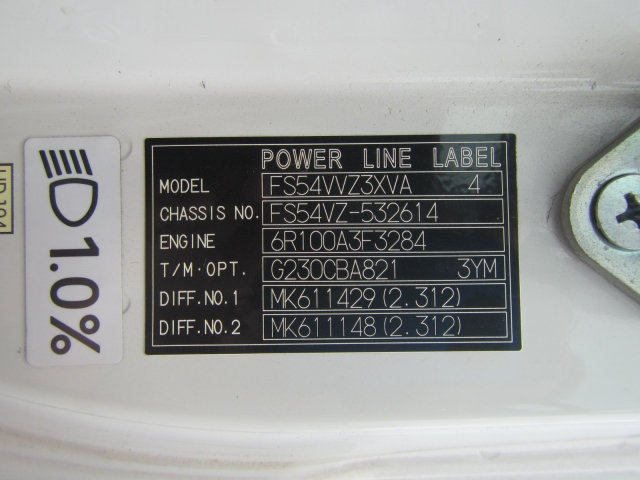 POWER LINE LABEL
MODEL FS54VVZ3XVA 4
CHASSIS NO. FS54VZ-532614
ENGINE 6R100A3F3284
T/M·OPT. G230CBA821 3YM
DIFF.NO.1 MK611429(2.312)
DIFF.NO.2 MK611148(2.312)
1.0%